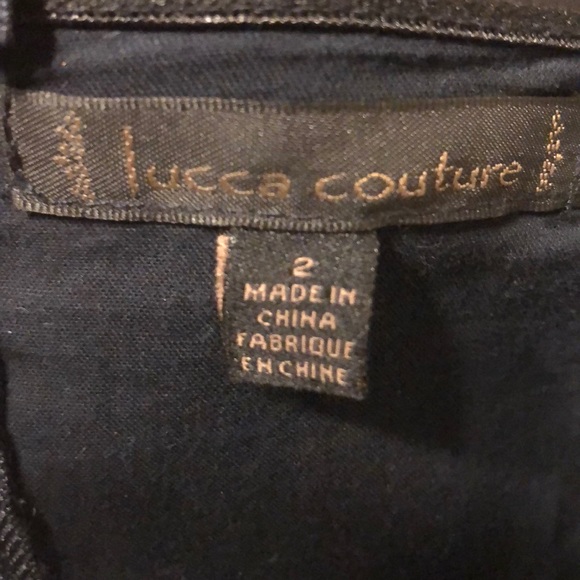 lucca couture
2
MADE IN
CHINA
FABRIQUE
EN CHINE